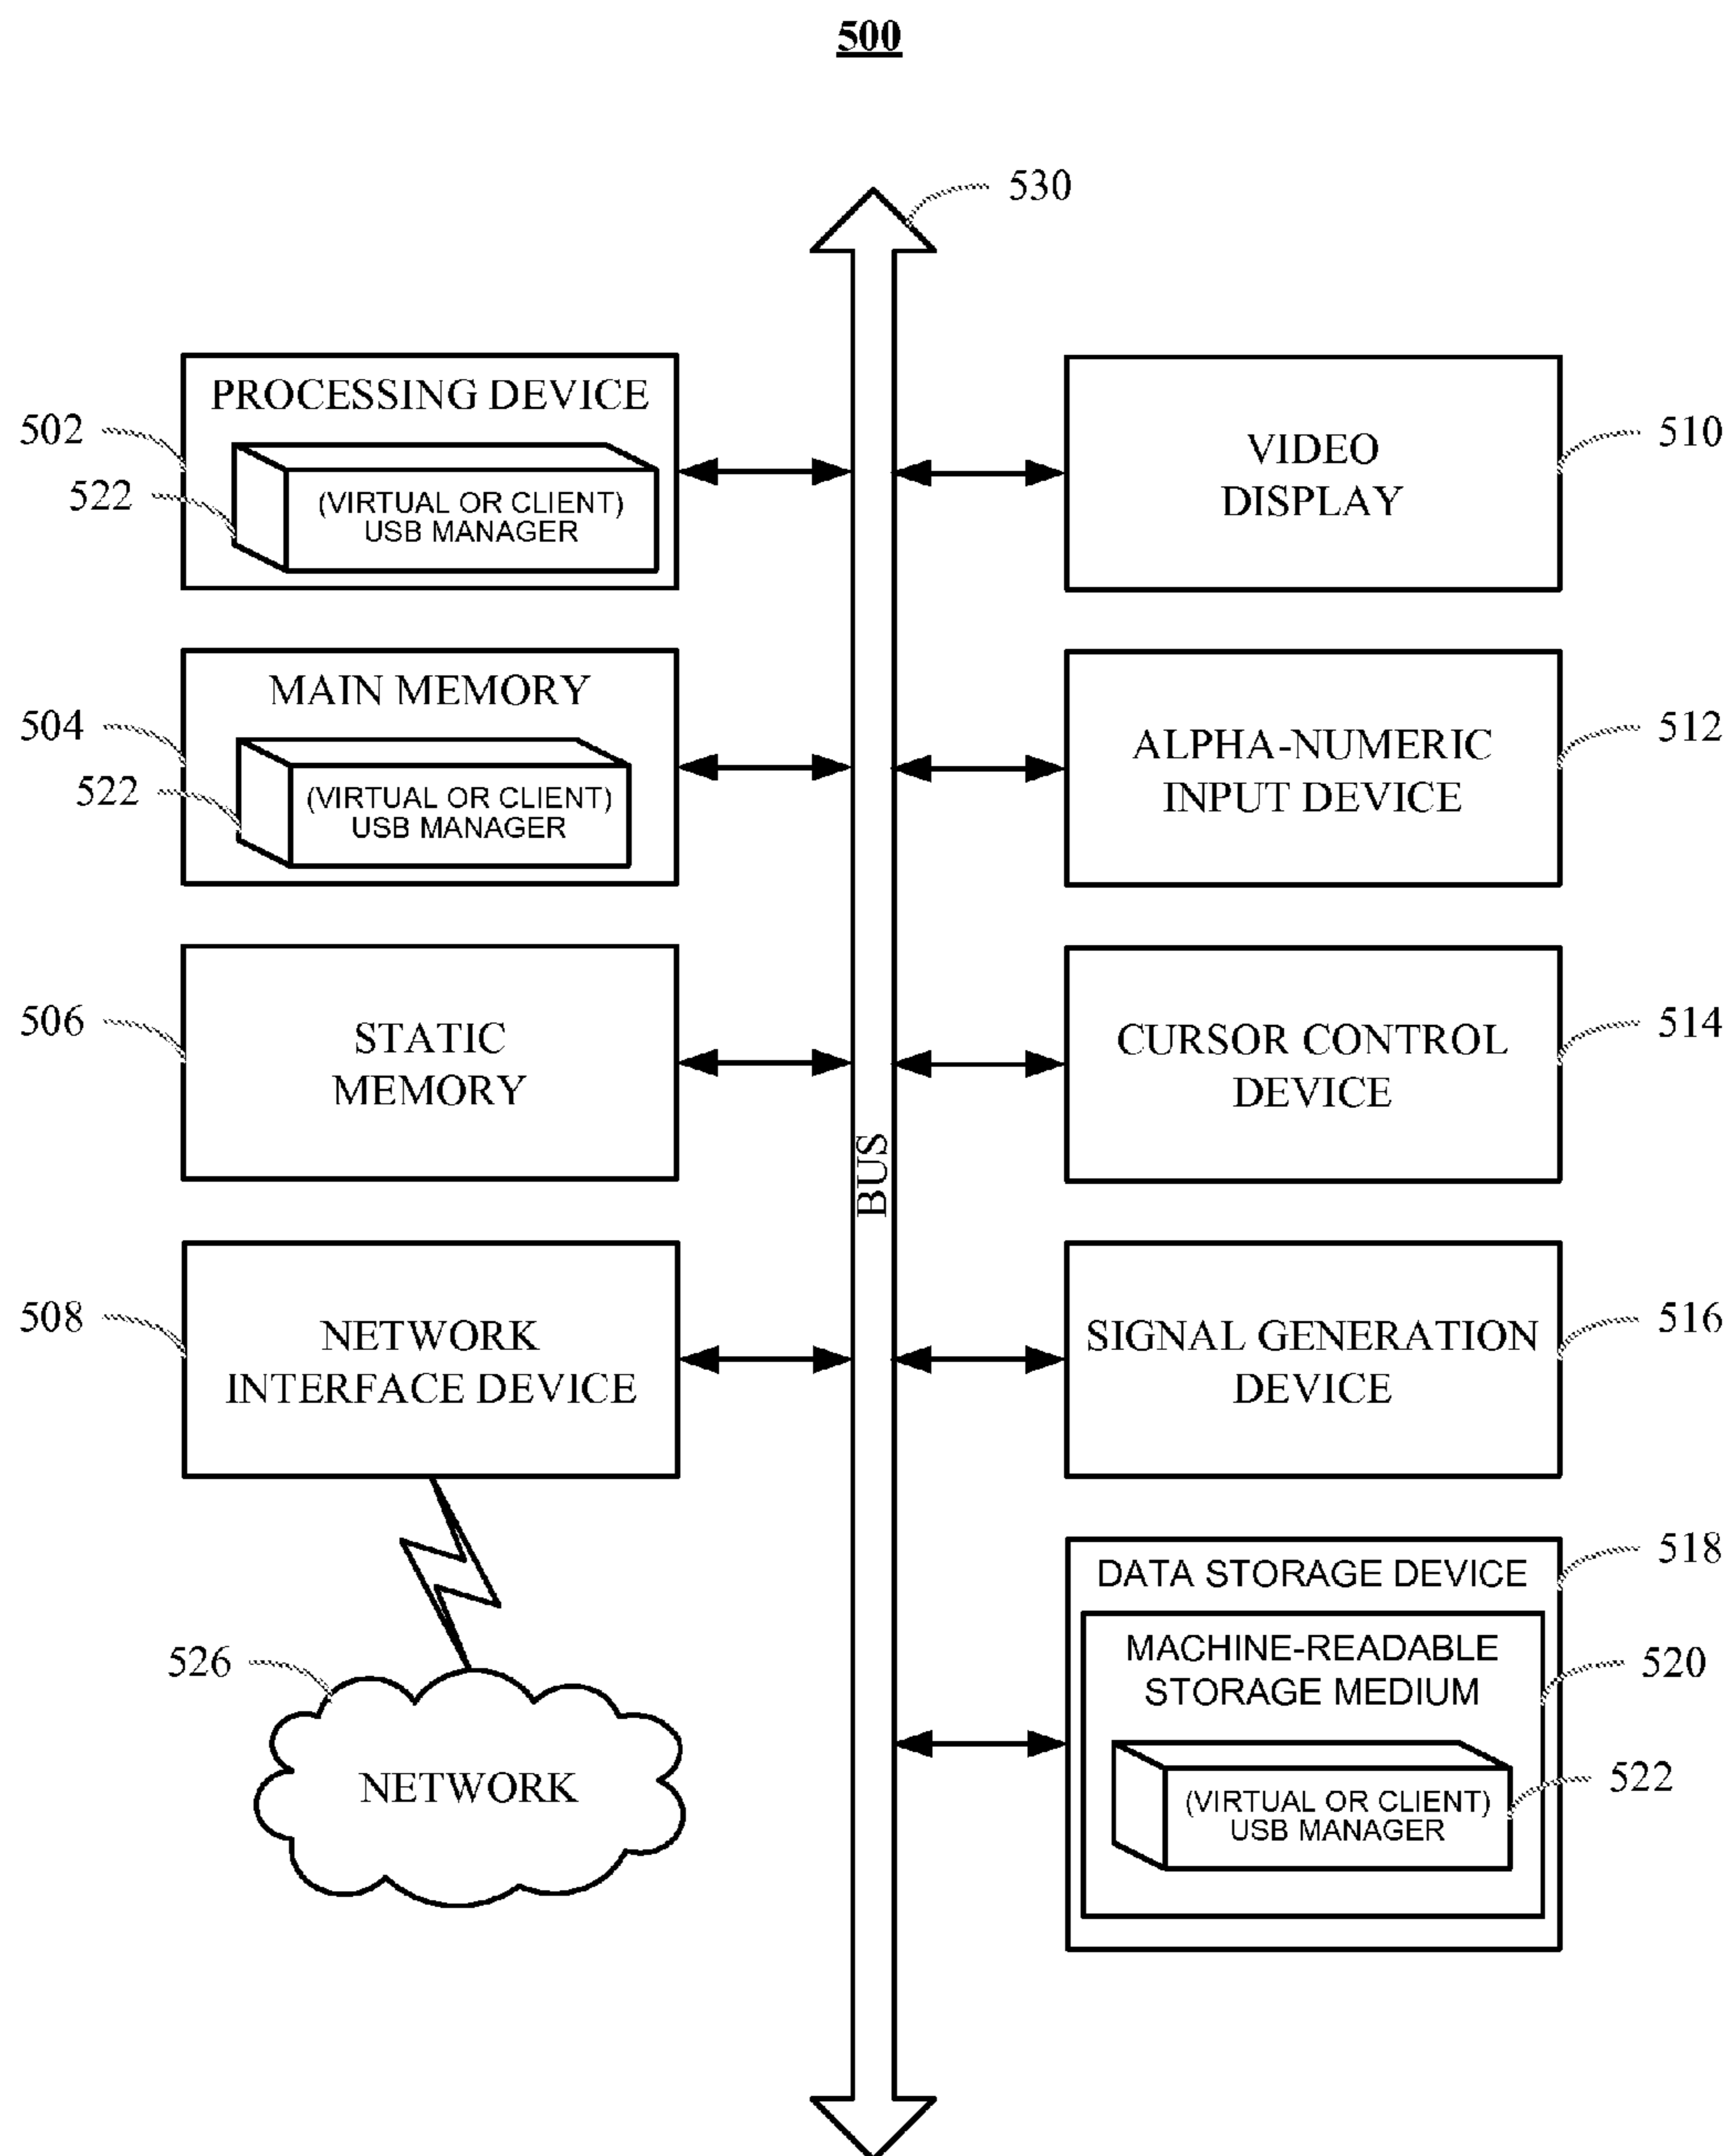 500
530
PROCESSING DEVICE
502
522
(VIRTUAL OR CLIENT)
USB MANAGER
VIDEO
DISPLAY
510
MAIN MEMORY
504
522
(VIRTUAL OR CLIENT)
USB MANAGER
ALPHA-NUMERIC
INPUT DEVICE
512
506
STATIC
MEMORY
CURSOR CONTROL
DEVICE
514
BUS
508
NETWORK
INTERFACE DEVICE
SIGNAL GENERATION
DEVICE
516
526
NETWORK
DATA STORAGE DEVICE
518
MACHINE-READABLE
STORAGE MEDIUM
520
(VIRTUAL OR CLIENT)
USB MANAGER
522